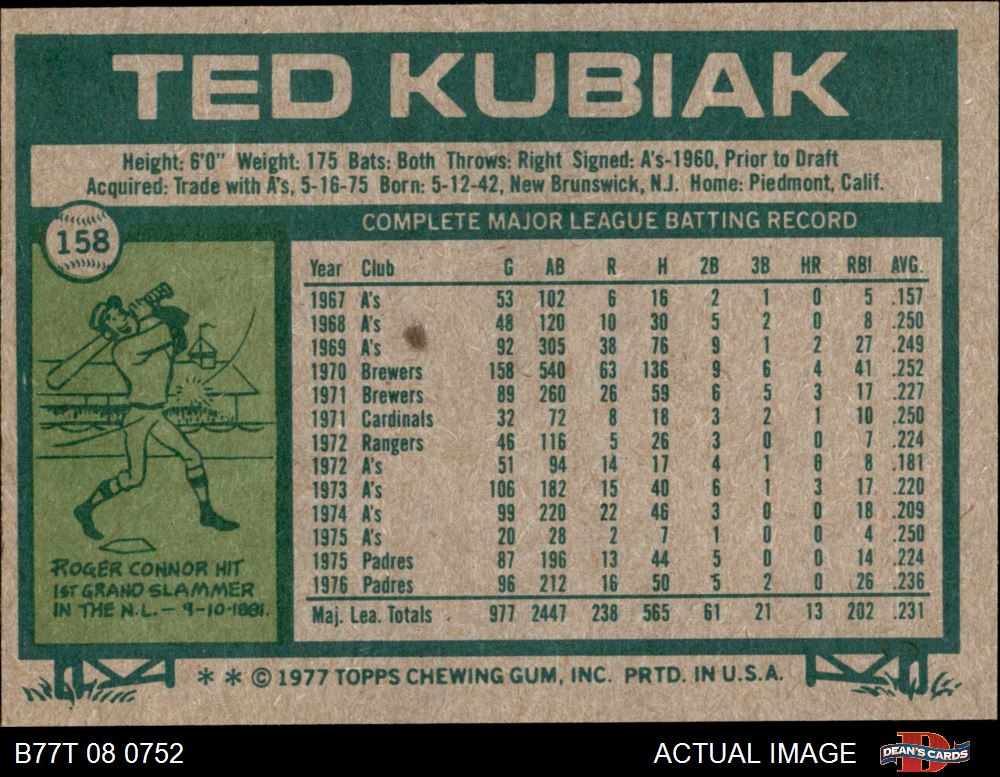 TED KUBIAK
Height: 6'0" Weight: 175 Bats: Both Throws: Right Signed: A's-1960, Prior to Draft
Acquired: Trade with A's, 5-16-75 Born: 5-12-42, New Brunswick, N.J. Home: Piedmont, Calif.
158
COMPLETE MAJOR LEAGUE BATTING RECORD
Year Club G AB R H 2B 3B HR RBI AVG.
1967 A's 53 102 6 16 2 1 0 5 .157
1968 A's 48 120 10 30 5 2 0 8 .250
1969 A's 92 305 38 76 9 1 2 27 .249
1970 Brewers 158 540 63 136 9 6 4 41 .252
1971 Brewers 89 260 26 59 6 5 3 17 .227
1971 Cardinals 32 72 8 18 3 2 1 10 .250
1972 Rangers 46 116 5 26 3 0 0 7 .224
1972 A's 51 94 14 17 4 1 0 8 .181
1973 A's 106 182 15 40 6 1 3 17 .220
1974 A's 99 220 22 46 3 0 0 18 .209
1975 A's 20 28 2 7 1 0 0 4 .250
1975 Padres 87 196 13 44 5 0 0 14 .224
1976 Padres 96 212 16 50 5 2 0 26 .236
Maj. Lea. Totals 977 2447 238 565 61 21 13 202 .231
ROGER CONNOR HIT
1ST GRAND SLAMMER
IN THE N.L.— 9-10-1881.
* * © 1977 TOPPS CHEWING GUM, INC. PRTD. IN U.S.A.
B77T 08 0752
ACTUAL IMAGE
DEAN'S CARDS